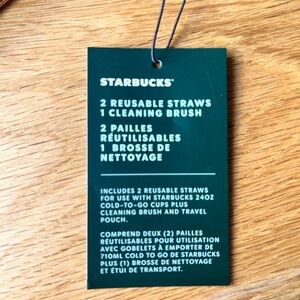 STARBUCKS®
2 REUSABLE STRAWS
1 CLEANING BRUSH
2 PAILLES
RÉUTILISABLES
1 BROSSE DE
NETTOYAGE
INCLUDES 2 REUSABLE STRAWS
FOR USE WITH STARBUCKS 24OZ
COLD-TO-GO CUPS PLUS
CLEANING BRUSH AND TRAVEL
POUCH.
COMPREND DEUX (2) PAILLES
RÉUTILISABLES POUR UTILISATION
AVEC GOBELETS À EMPORTER DE
710ML COLD TO GO DE STARBUCKS
PLUS (1) BROSSE DE NETTOYAGE
ET ÉTUI DE TRANSPORT.